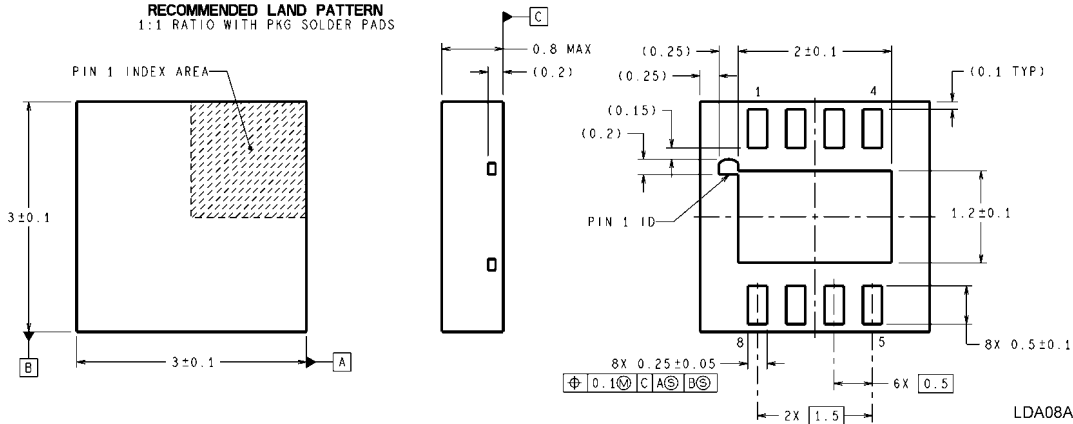 RECOMMENDED LAND PATTERN
1:1 RATIO WITH PKG SOLDER PADS
PIN 1 INDEX AREA
3±0.1
B
3±0.1
A
C
0.8 MAX
(0.2)
(0.25)
2±0.1
(0.25)
(0.1 TYP)
1
4
(0.15)
(0.2)
PIN 1 ID
1.2±0.1
8
5
8X 0.5±0.1
8X 0.25±0.05
⌖ 0.1Ⓜ C AⓈ BⓈ
6X 0.5
2X 1.5
LDA08A